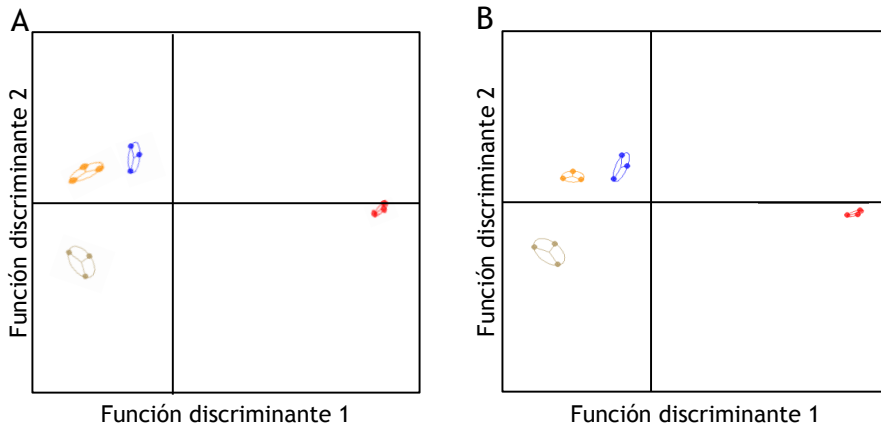 A
Función discriminante 2
Función discriminante 1
B
Función discriminante 2
Función discriminante 1